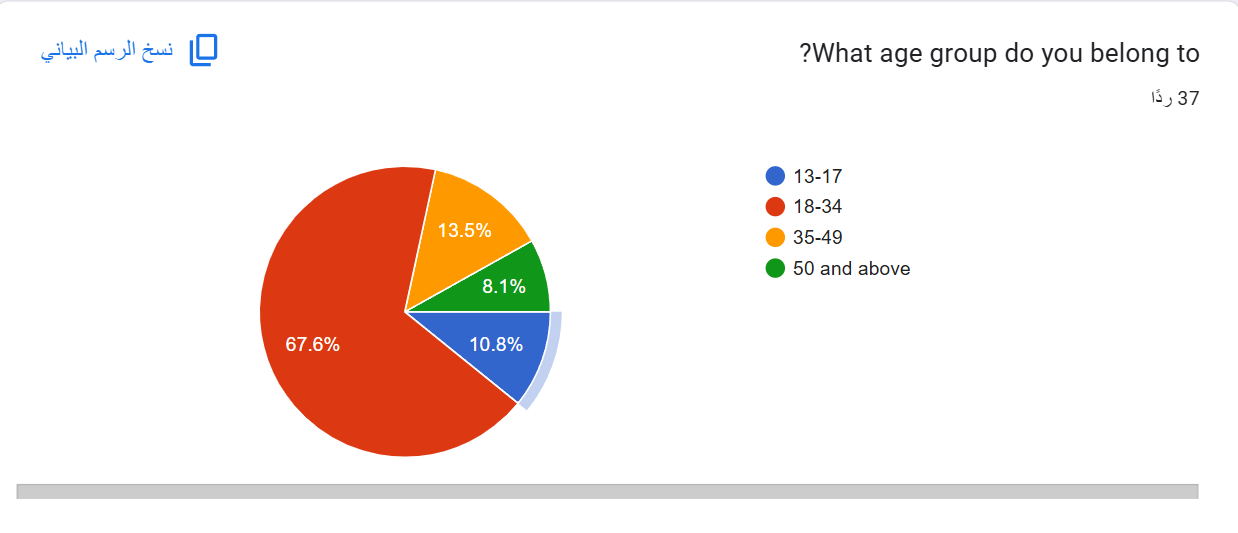 ?What age group do you belong to
نسخ الرسم البياني
37 ردًا
13-17
18-34
35-49
50 and above
13.5%
8.1%
10.8%
67.6%